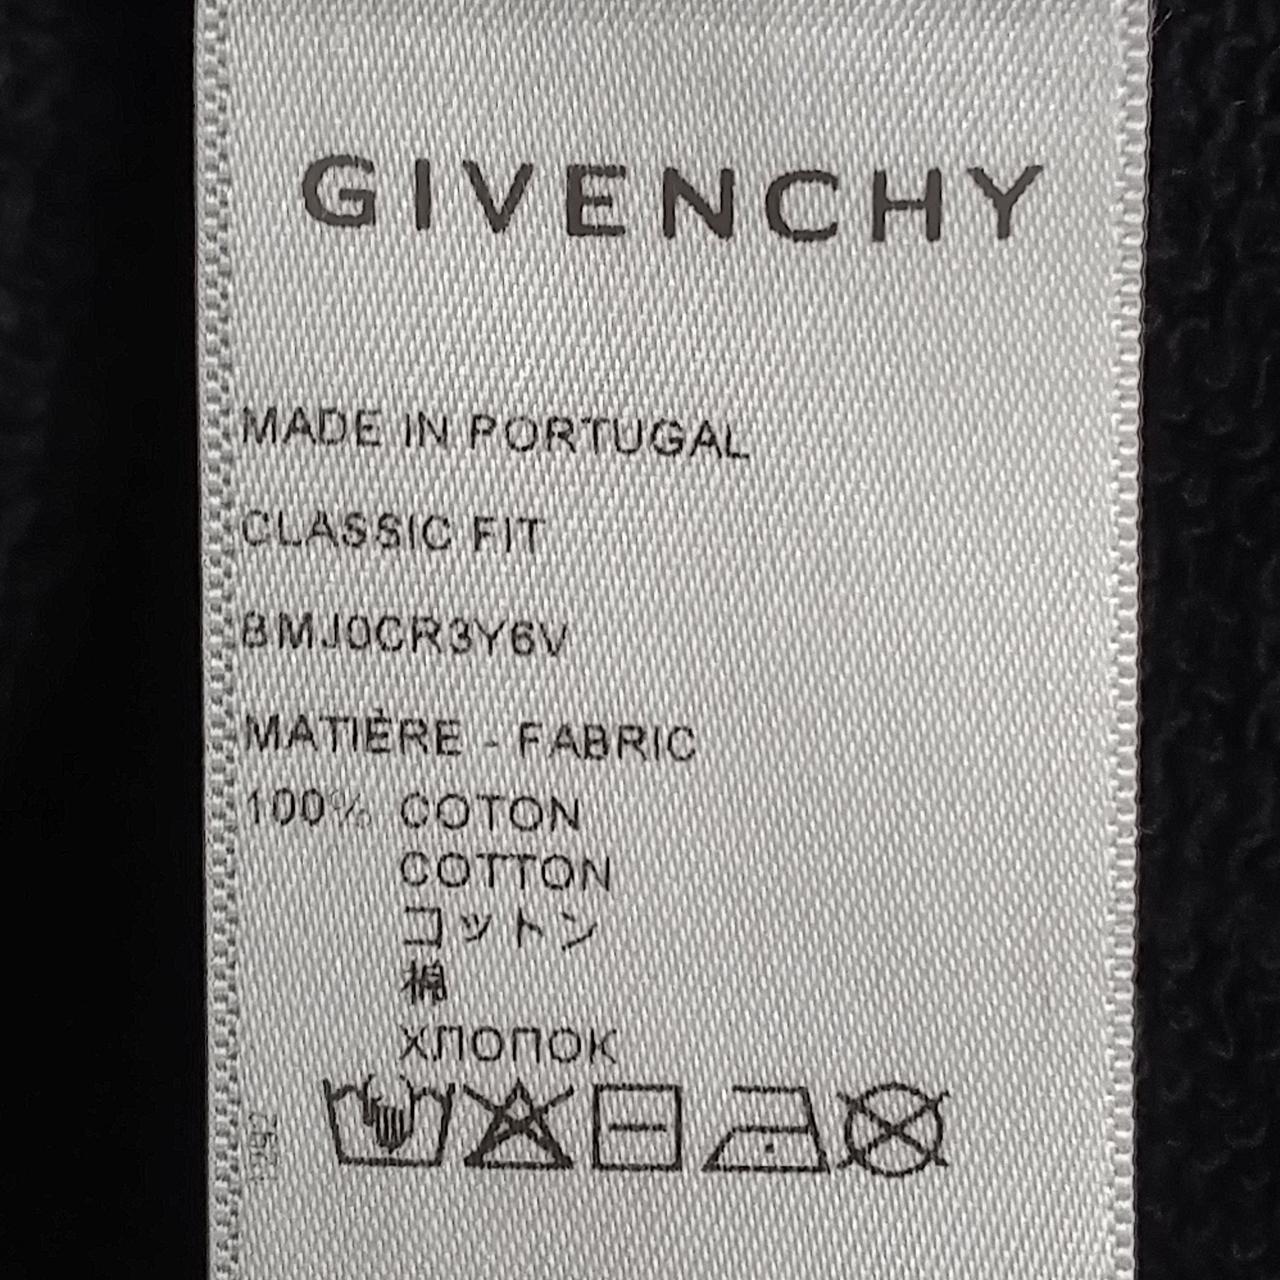 GIVENCHY
MADE IN PORTUGAL
CLASSIC FIT
BMJ0CR3Y6V
MATIÈRE - FABRIC
100% COTON
COTTON
コットン
棉
ХЛОПОК